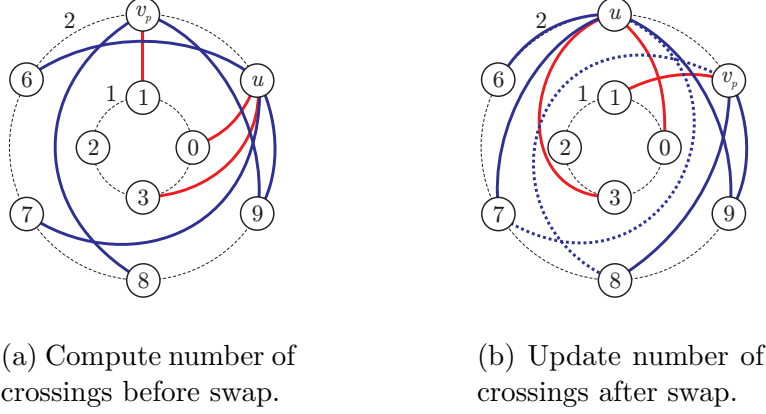 v_p
2
6
u
1
1
2
0
3
7
9
8
u
2
6
v_p
1
1
2
0
3
7
9
8
(a) Compute number of
crossings before swap.
(b) Update number of
crossings after swap.